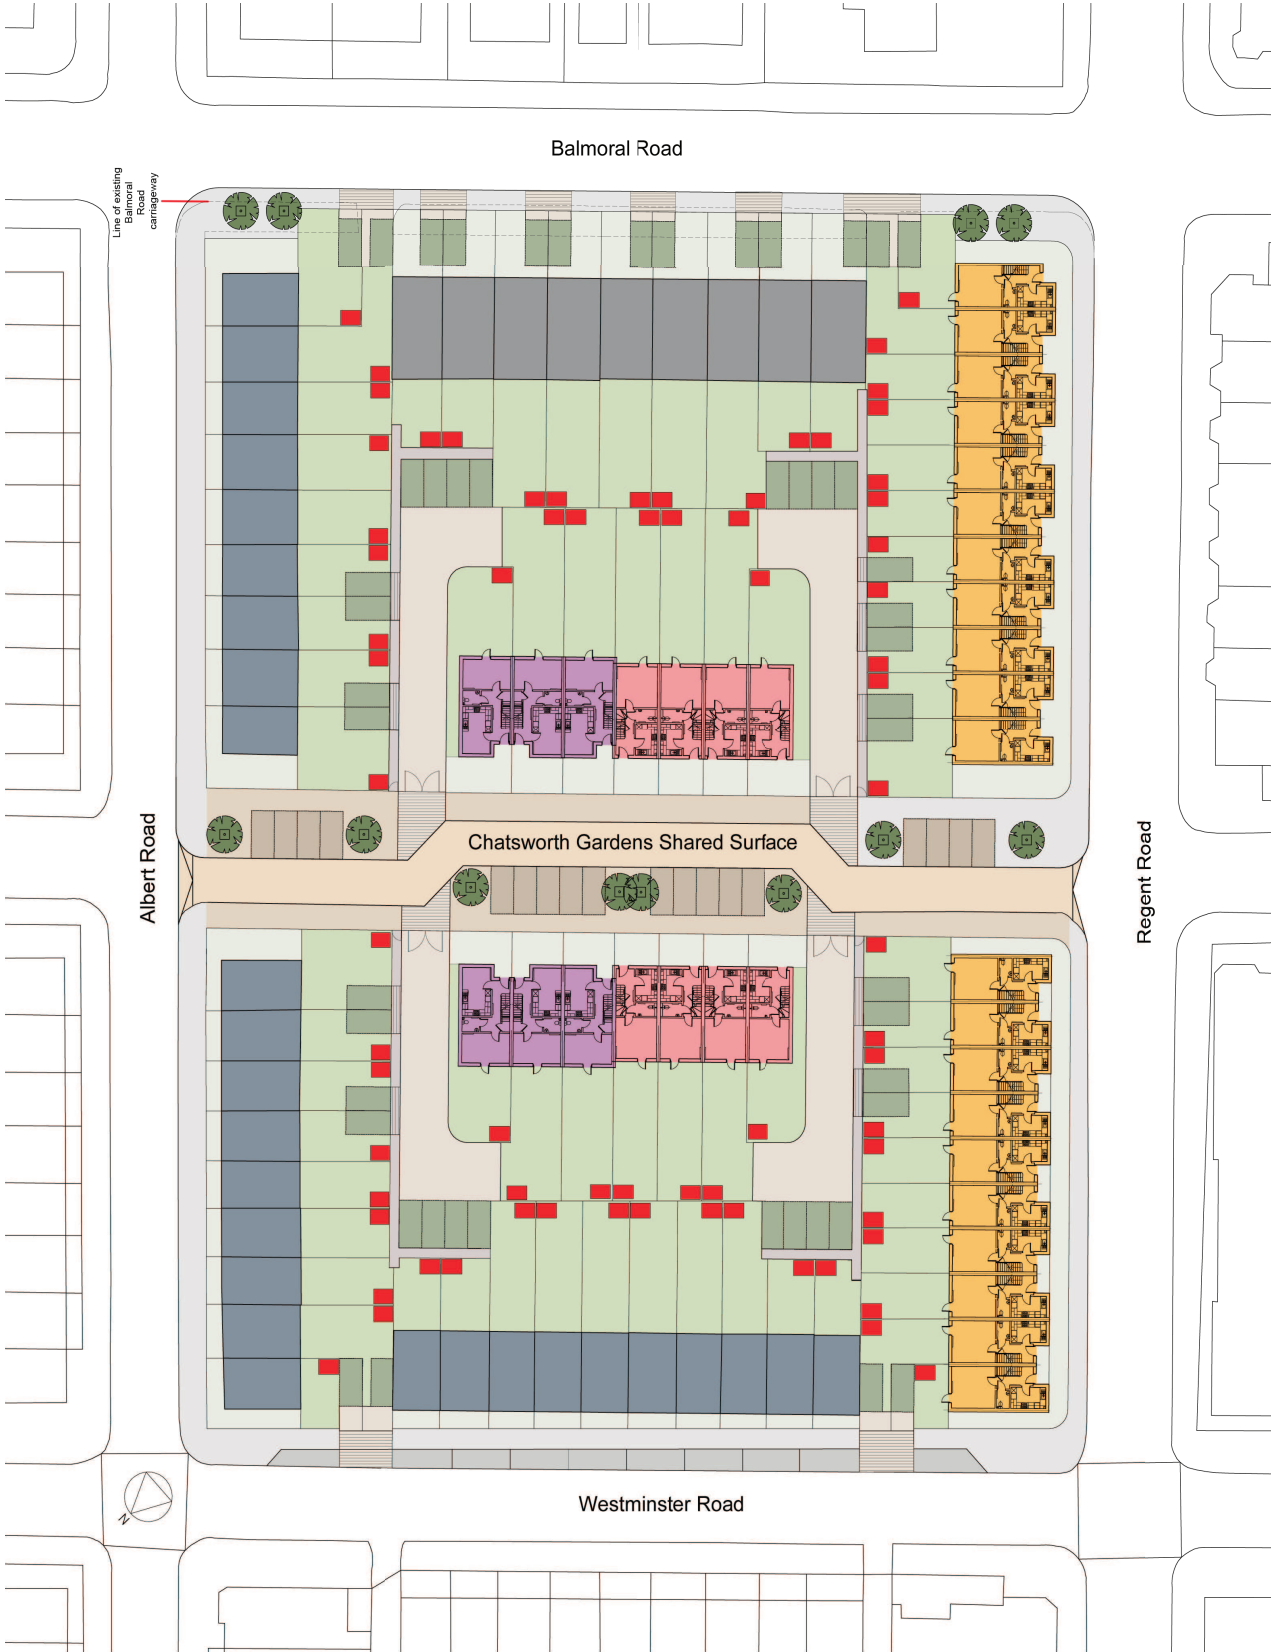 Balmoral Road
Line of existing
Balmoral
Road
carriageway
Chatsworth Gardens Shared Surface
Albert Road
Regent Road
N
Westminster Road